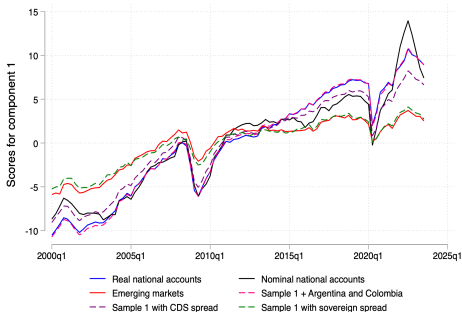 Scores for component 1
15
10
5
0
-5
-10
2000q1 2005q1 2010q1 2015q1 2020q1 2025q1
Real national accounts Nominal national accounts
Emerging markets Sample 1 + Argentina and Colombia
Sample 1 with CDS spread Sample 1 with sovereign spread